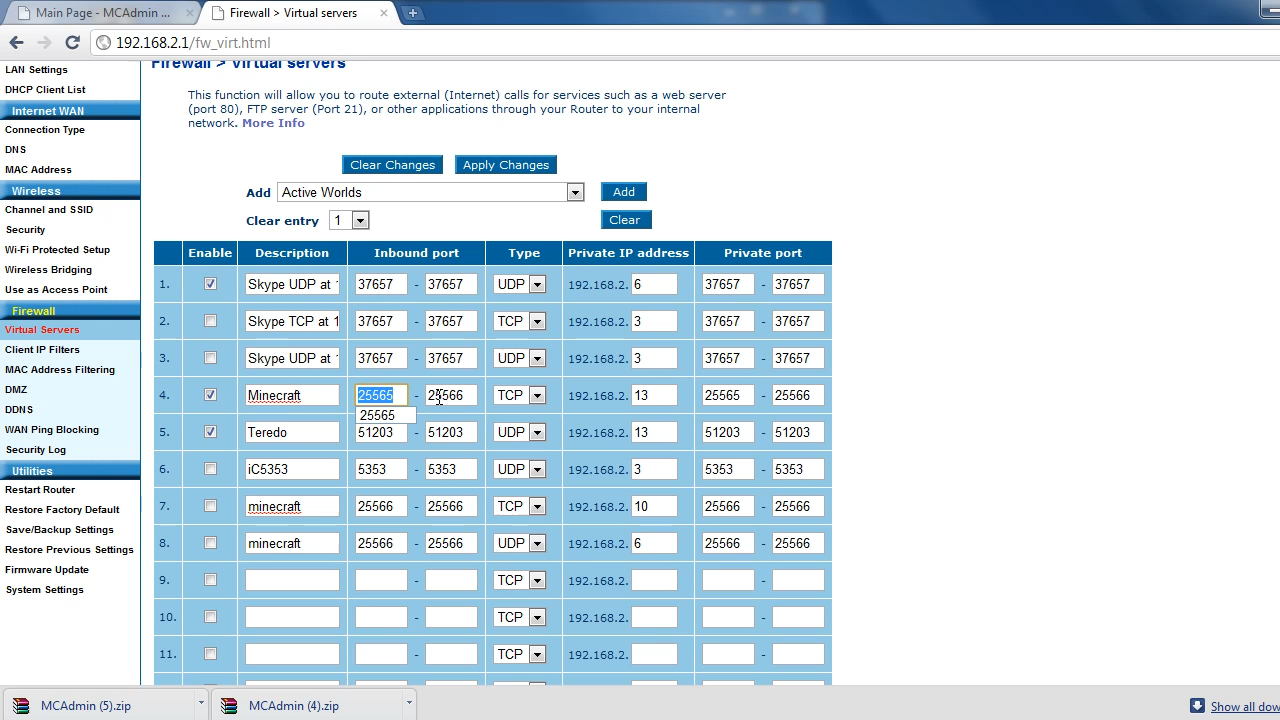 Main Page - MCAdmin ...
Firewall > Virtual servers
192.168.2.1/fw_virt.html
LAN Settings
DHCP Client List
Internet WAN
Connection Type
DNS
MAC Address
Wireless
Channel and SSID
Security
Wi-Fi Protected Setup
Wireless Bridging
Use as Access Point
Firewall
Virtual Servers
Client IP Filters
MAC Address Filtering
DMZ
DDNS
WAN Ping Blocking
Security Log
Utilities
Restart Router
Restore Factory Default
Save/Backup Settings
Restore Previous Settings
Firmware Update
System Settings
Firewall > Virtual servers
This function will allow you to route external (Internet) calls for services such as a web server
(port 80), FTP server (Port 21), or other applications through your Router to your internal
network. More Info
Clear Changes Apply Changes
Add Active Worlds Add
Clear entry 1 Clear
Enable Description Inbound port Type Private IP address Private port
1. Skype UDP at 37657 - 37657 UDP 192.168.2. 6 37657 - 37657
2. Skype TCP at 1 37657 - 37657 TCP 192.168.2. 3 37657 - 37657
3. Skype UDP at 37657 - 37657 UDP 192.168.2. 3 37657 - 37657
4. Minecraft 25565 - 25566 TCP 192.168.2. 13 25565 - 25566
25565
5. Teredo 51203 - 51203 UDP 192.168.2. 13 51203 - 51203
6. iC5353 5353 - 5353 UDP 192.168.2. 3 5353 - 5353
7. minecraft 25566 - 25566 TCP 192.168.2. 10 25566 - 25566
8. minecraft 25566 - 25566 UDP 192.168.2. 6 25566 - 25566
9. - TCP 192.168.2. -
10. - TCP 192.168.2. -
11. - TCP 192.168.2. -
MCAdmin (5).zip
MCAdmin (4).zip
Show all dow